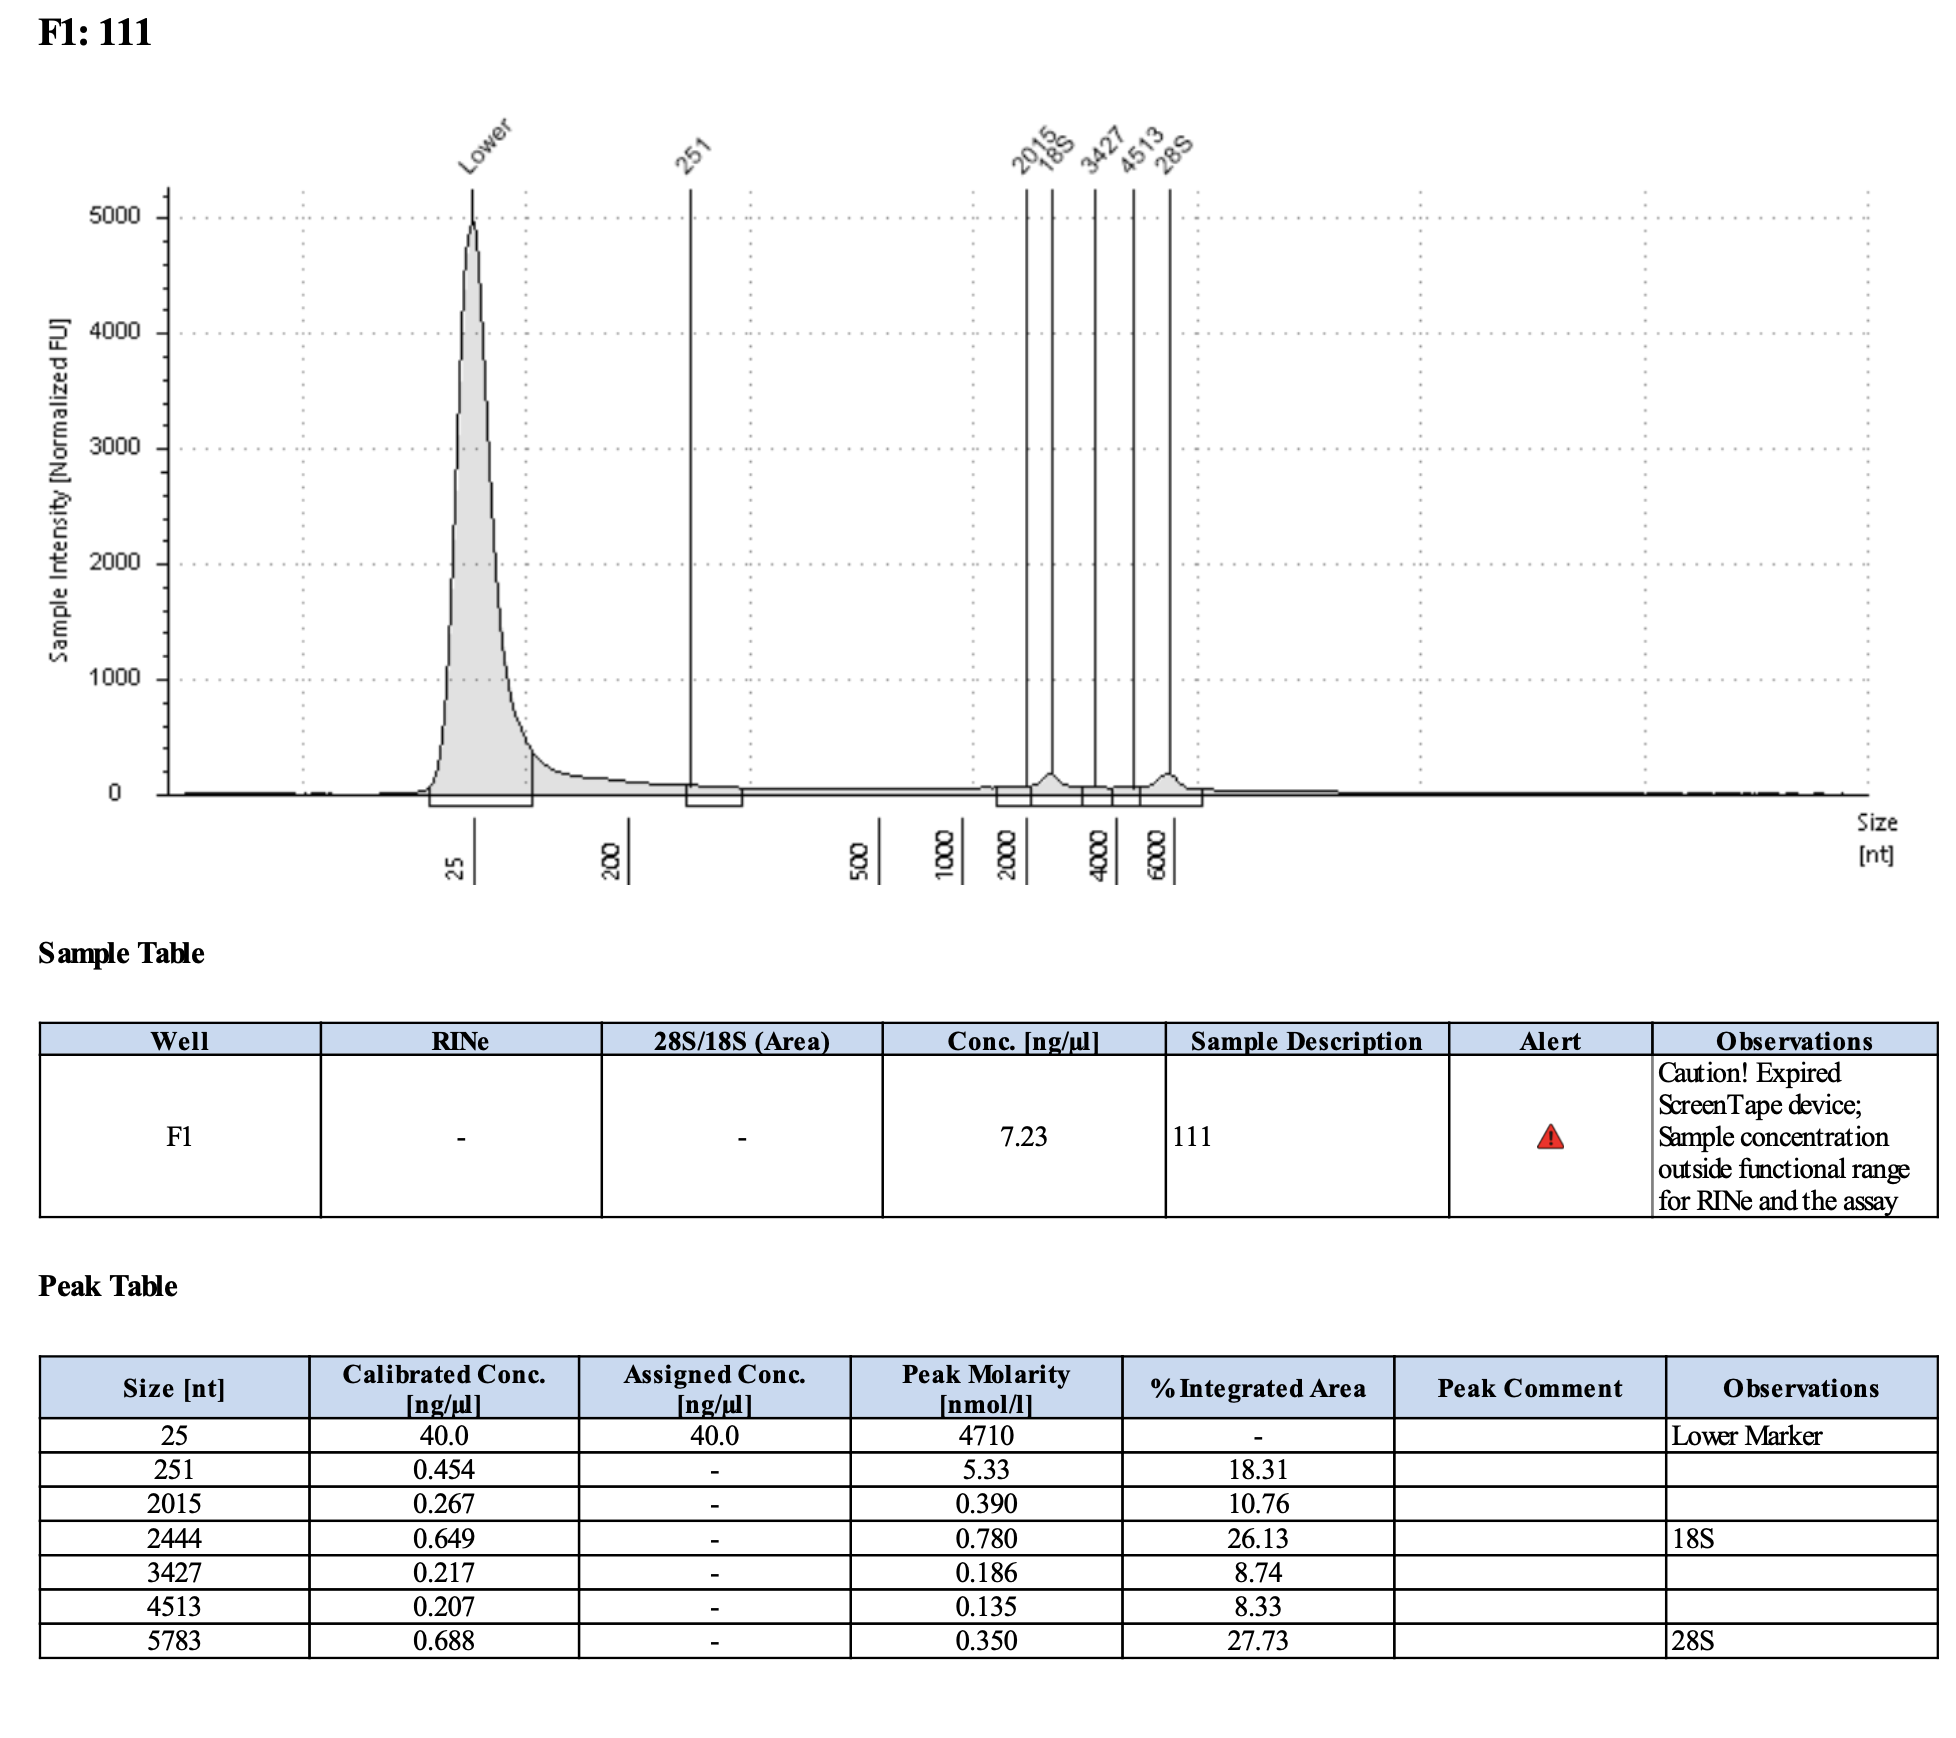 F1: 111
Lower
251
2015
18S
3427
4513
28S
Sample Intensity [Normalized FU]
5000
4000
3000
2000
1000
0
25
200
500
1000
2000
4000
6000
Size
[nt]
Sample Table
Well RINe 28S/18S (Area) Conc. [ng/µl] Sample Description Alert Observations
F1 - - 7.23 111
Caution! Expired
ScreenTape device;
Sample concentration
outside functional range
for RINe and the assay
Peak Table
Size [nt] Calibrated Conc. [ng/µl] Assigned Conc. [ng/µl] Peak Molarity [nmol/l] % Integrated Area Peak Comment Observations
25 40.0 40.0 4710 - Lower Marker
251 0.454 - 5.33 18.31
2015 0.267 - 0.390 10.76
2444 0.649 - 0.780 26.13 18S
3427 0.217 - 0.186 8.74
4513 0.207 - 0.135 8.33
5783 0.688 - 0.350 27.73 28S